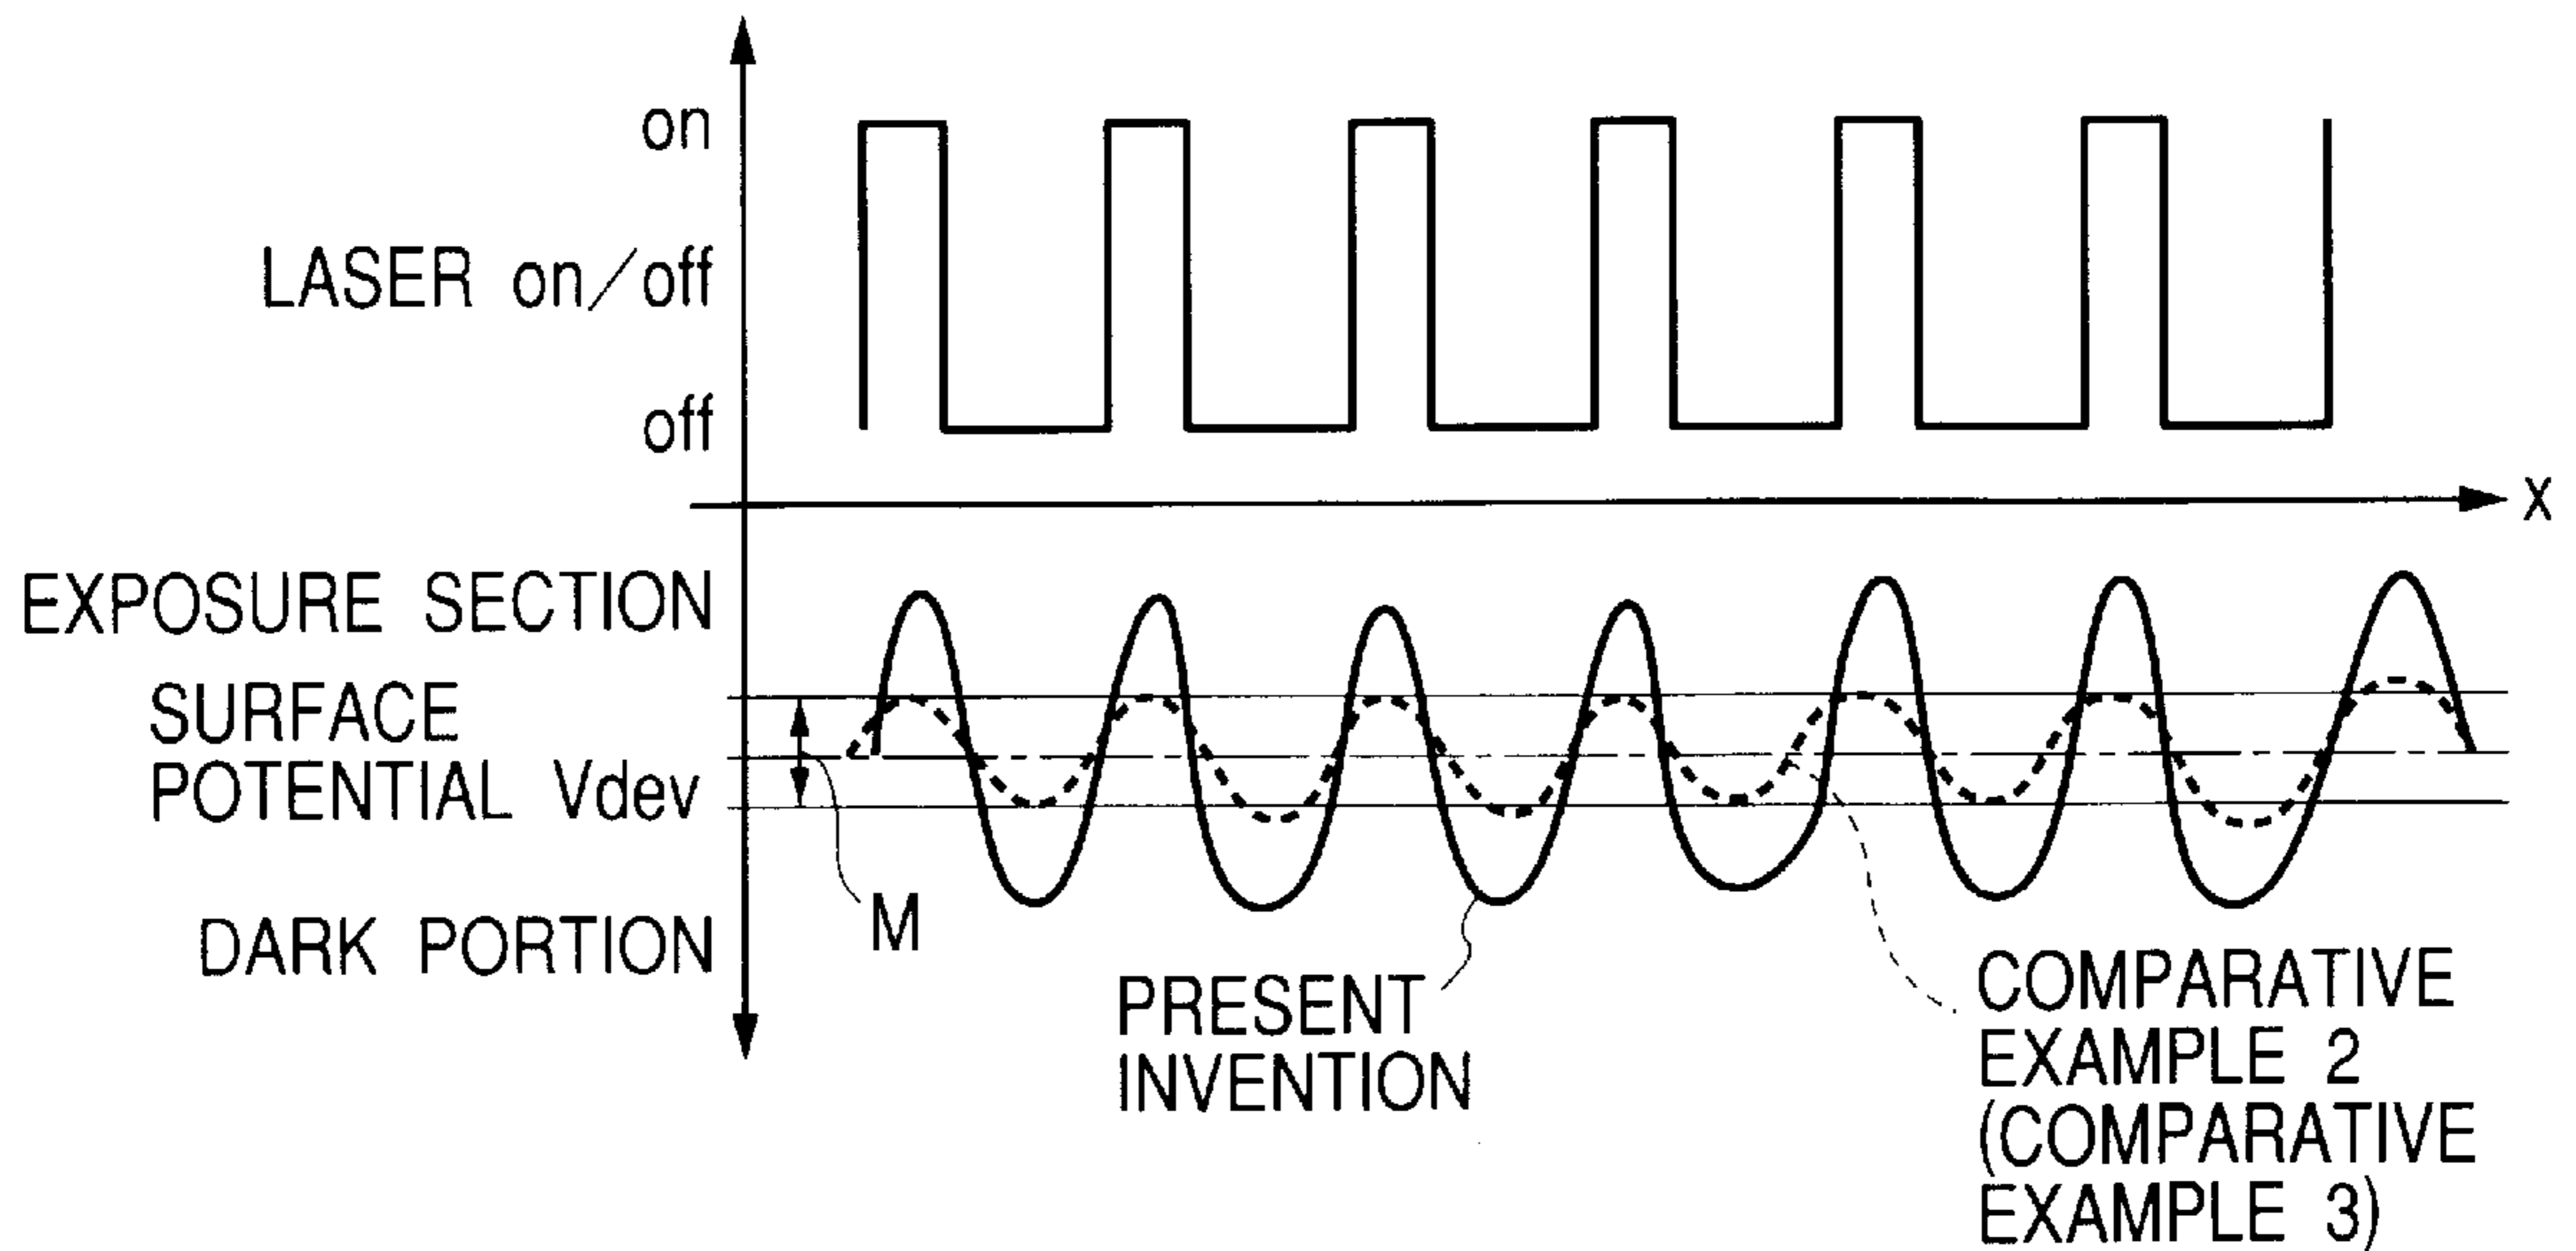 on
LASER on/off
off
X
EXPOSURE SECTION
SURFACE
POTENTIAL Vdev
DARK PORTION
M
PRESENT
INVENTION
COMPARATIVE
EXAMPLE 2
(COMPARATIVE
EXAMPLE 3)